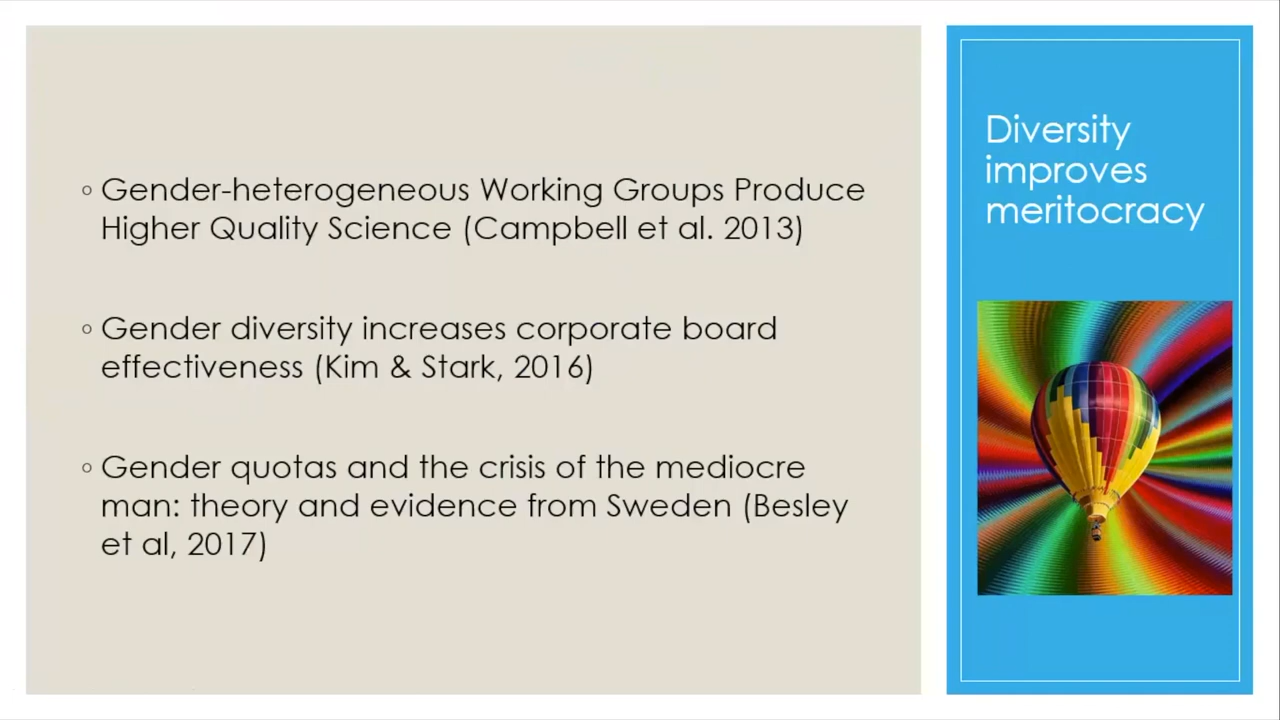 ◦ Gender-heterogeneous Working Groups Produce
Higher Quality Science (Campbell et al. 2013)
◦ Gender diversity increases corporate board
effectiveness (Kim & Stark, 2016)
◦ Gender quotas and the crisis of the mediocre
man: theory and evidence from Sweden (Besley
et al, 2017)
Diversity
improves
meritocracy